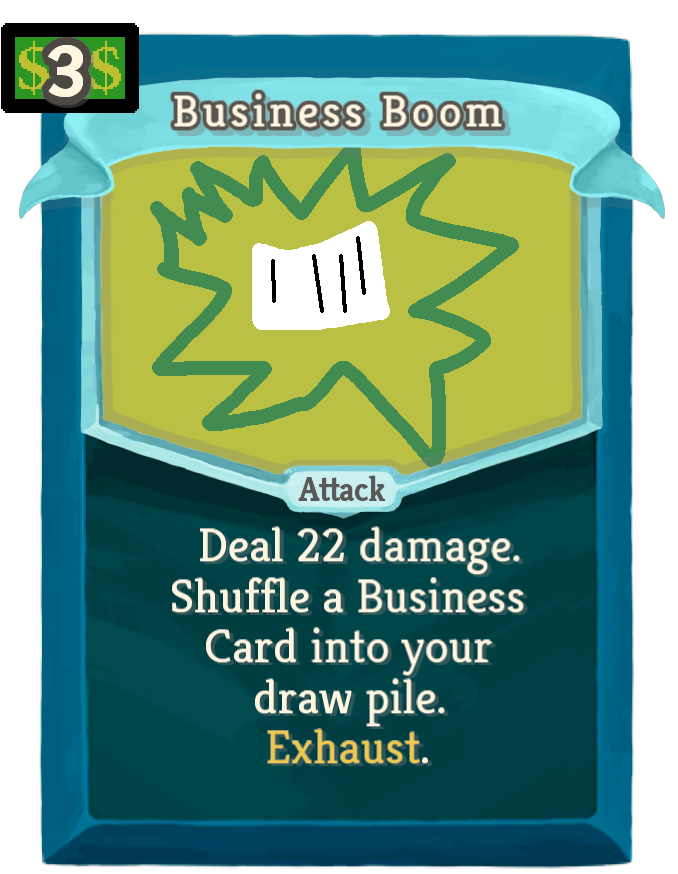 $3$
Business Boom
Attack
Deal 22 damage.
Shuffle a Business
Card into your
draw pile.
Exhaust.